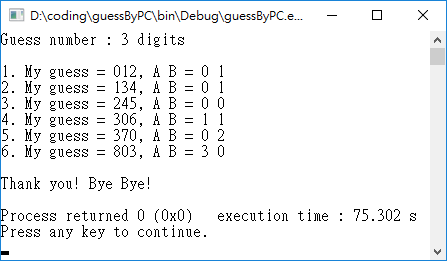 D:\coding\guessByPC\bin\Debug\guessByPC.e...
Guess number : 3 digits
1. My guess = 012, A B = 0 1
2. My guess = 134, A B = 0 1
3. My guess = 245, A B = 0 0
4. My guess = 306, A B = 1 1
5. My guess = 370, A B = 0 2
6. My guess = 803, A B = 3 0
Thank you! Bye Bye!
Process returned 0 (0x0)   execution time : 75.302 s
Press any key to continue.